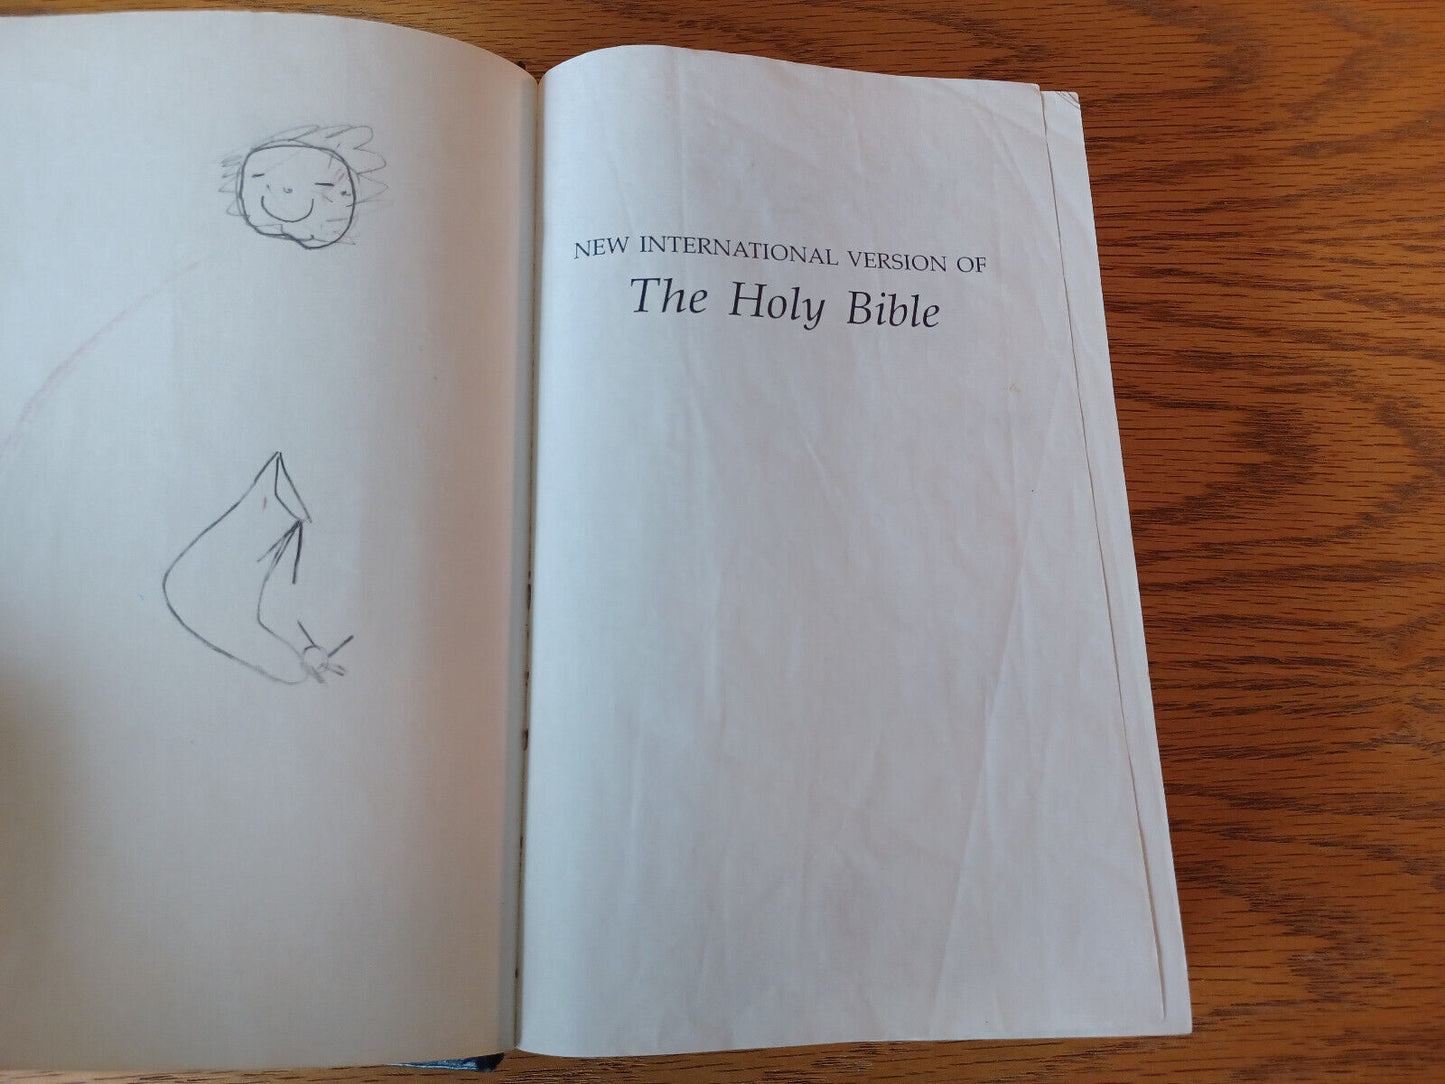 NEW INTERNATIONAL VERSION OF
The Holy Bible